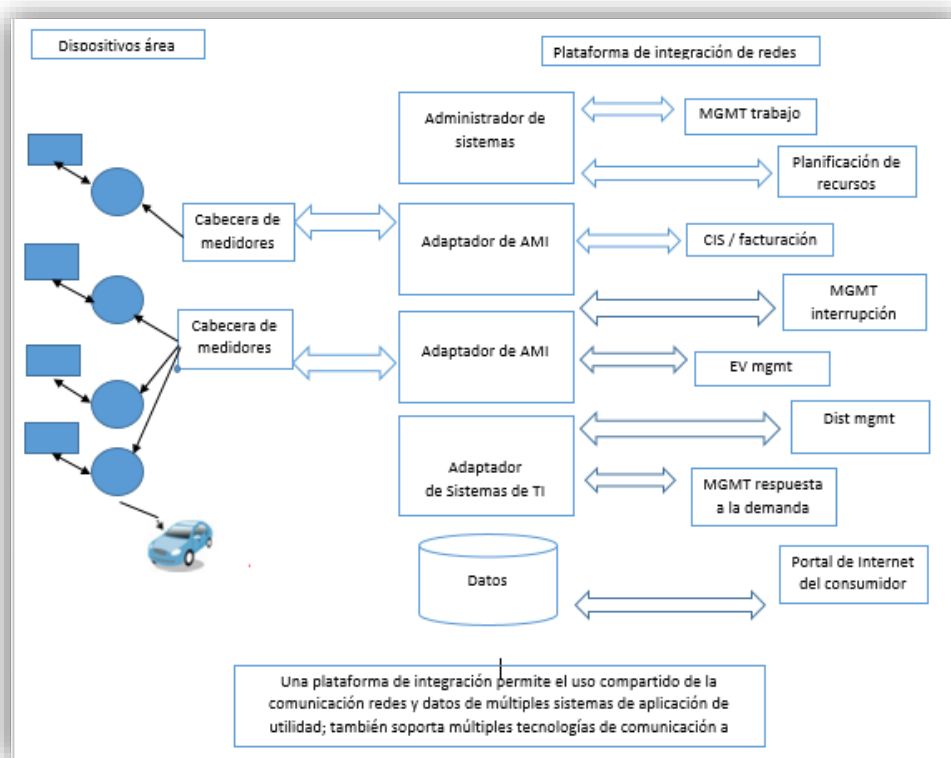 Dispositivos área
Plataforma de integración de redes
Administrador de
sistemas
MGMT trabajo
Planificación de
recursos
Cabecera de
medidores
Adaptador de AMI
CIS / facturación
MGMT
interrupción
Cabecera de
medidores
Adaptador de AMI
EV mgmt
Dist mgmt
Adaptador
de Sistemas de TI
MGMT respuesta
a la demanda
Datos
Portal de Internet
del consumidor
Una plataforma de integración permite el uso compartido de la
comunicación redes y datos de múltiples sistemas de aplicación de
utilidad; también soporta múltiples tecnologías de comunicación a